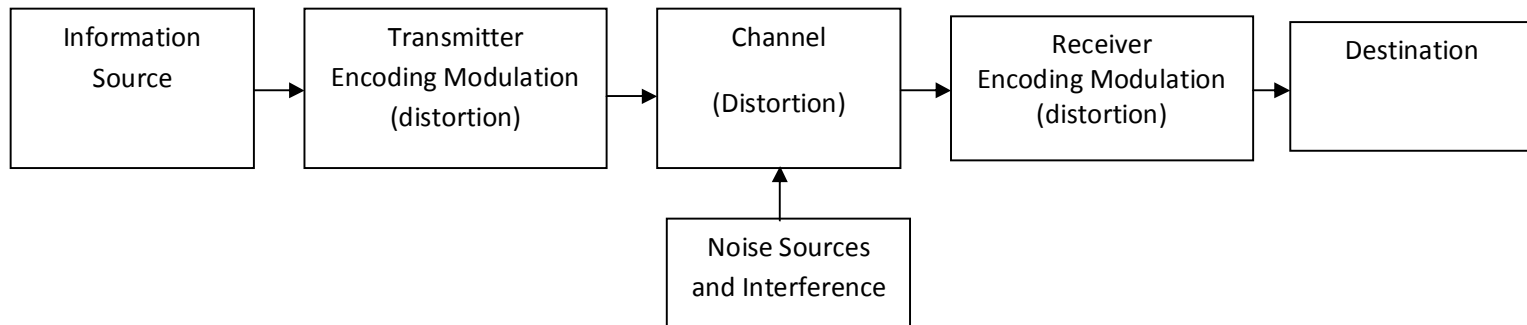 Information
Source
Transmitter
Encoding Modulation
(distortion)
Channel
(Distortion)
Receiver
Encoding Modulation
(distortion)
Destination
Noise Sources
and Interference